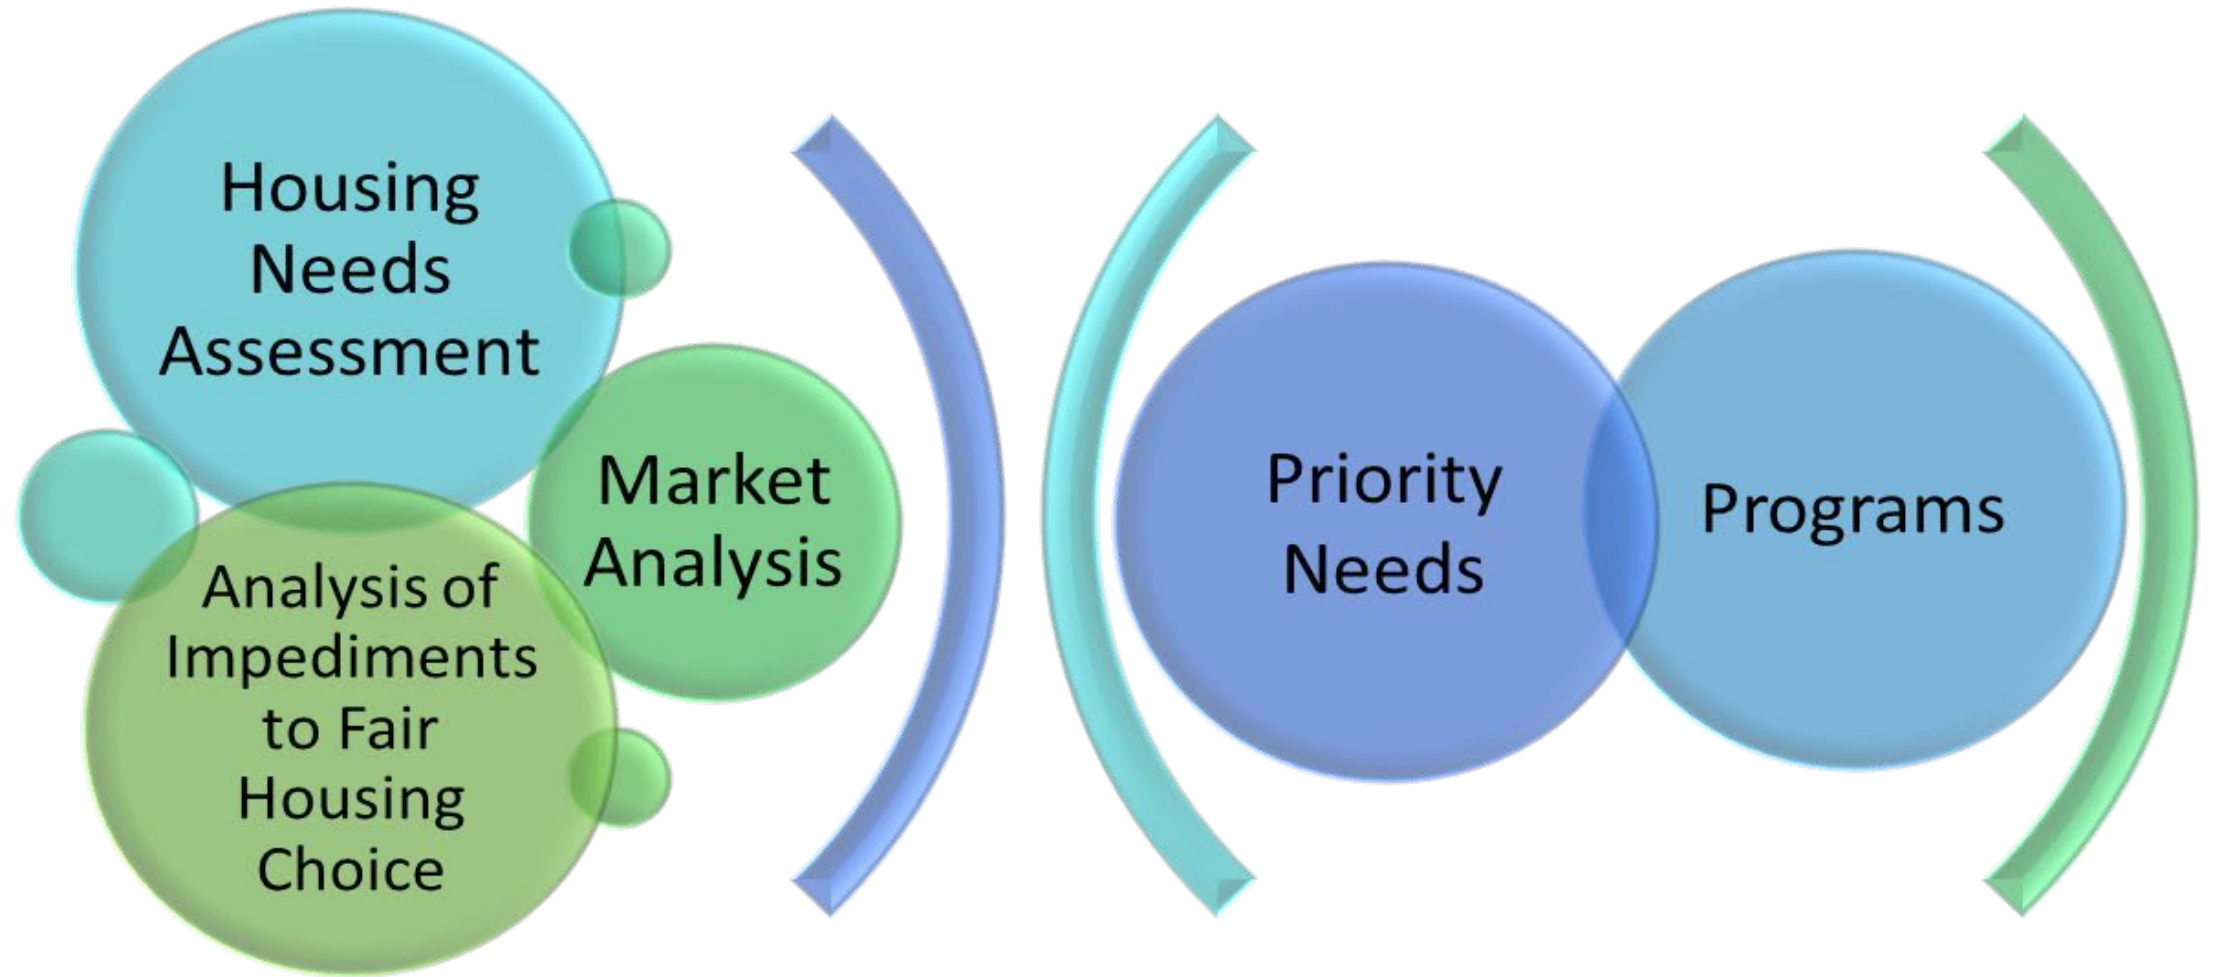 Housing
Needs
Assessment
Market
Analysis
Analysis of
Impediments
to Fair
Housing
Choice
Priority
Needs
Programs